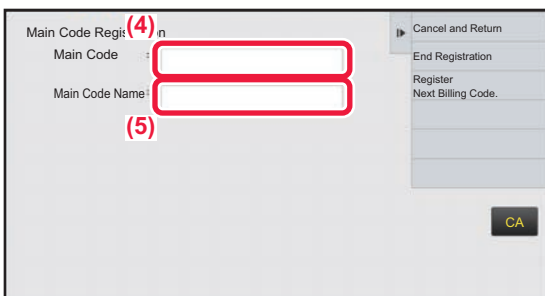 Main Code Regis(4)n
Main Code :
Main Code Name:
(5)
Cancel and Return
End Registration
Register
Next Billing Code.
CA